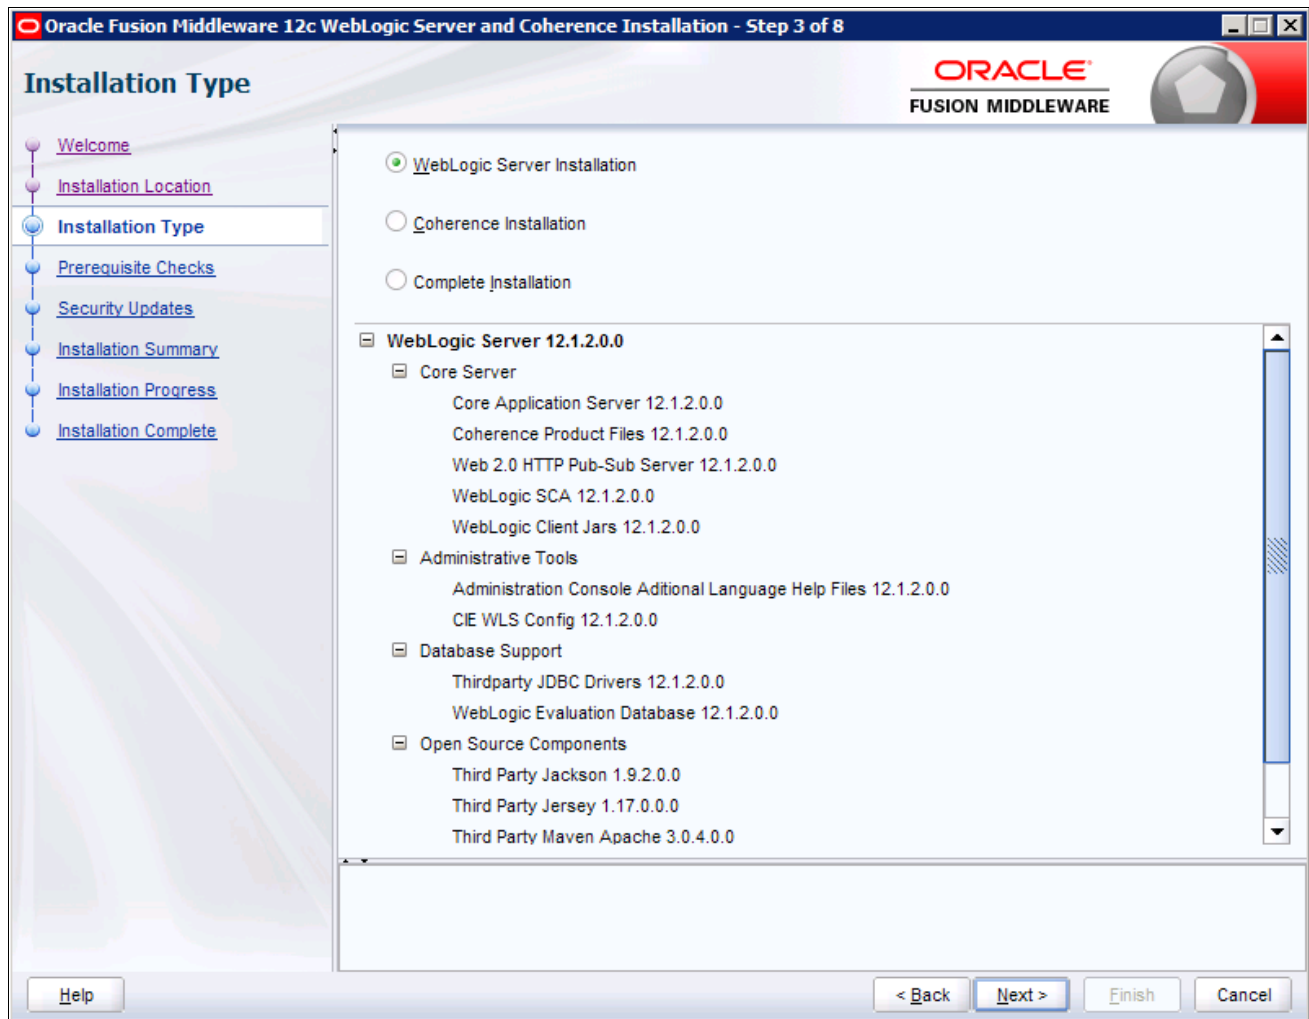 Oracle Fusion Middleware 12c WebLogic Server and Coherence Installation - Step 3 of 8
Installation Type
ORACLE
FUSION MIDDLEWARE
Welcome
Installation Location
Installation Type
Prerequisite Checks
Security Updates
Installation Summary
Installation Progress
Installation Complete
WebLogic Server Installation
Coherence Installation
Complete Installation
WebLogic Server 12.1.2.0.0
Core Server
Core Application Server 12.1.2.0.0
Coherence Product Files 12.1.2.0.0
Web 2.0 HTTP Pub-Sub Server 12.1.2.0.0
WebLogic SCA 12.1.2.0.0
WebLogic Client Jars 12.1.2.0.0
Administrative Tools
Administration Console Aditional Language Help Files 12.1.2.0.0
CIE WLS Config 12.1.2.0.0
Database Support
Thirdparty JDBC Drivers 12.1.2.0.0
WebLogic Evaluation Database 12.1.2.0.0
Open Source Components
Third Party Jackson 1.9.2.0.0
Third Party Jersey 1.17.0.0.0
Third Party Maven Apache 3.0.4.0.0
Help
< Back
Next >
Finish
Cancel